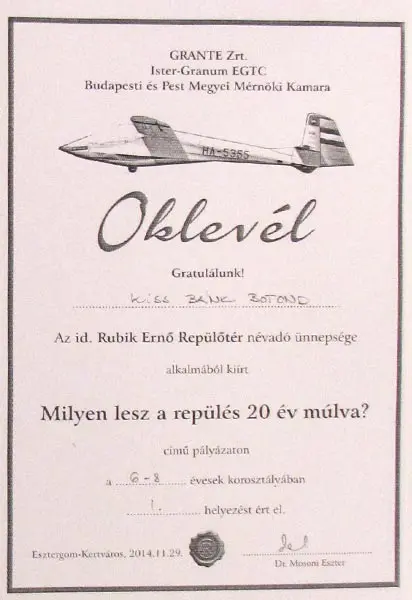 GRANTE Zrt.
Ister-Granum EGTC
Budapesti és Pest Megyei Mérnöki Kamara
HA-5355
Oklevél
Gratulálunk!
KISS BÁNK BOTOND
Az id. Rubik Ernő Repülőtér névadó ünnepsége
alkalmából kiírt
Milyen lesz a repülés 20 év múlva?
című pályázaton
a 6-8 évesek korosztályában
1. helyezést ért el.
Esztergom-Kertváros, 2014.11.29.
Dr. Mosoni Eszter